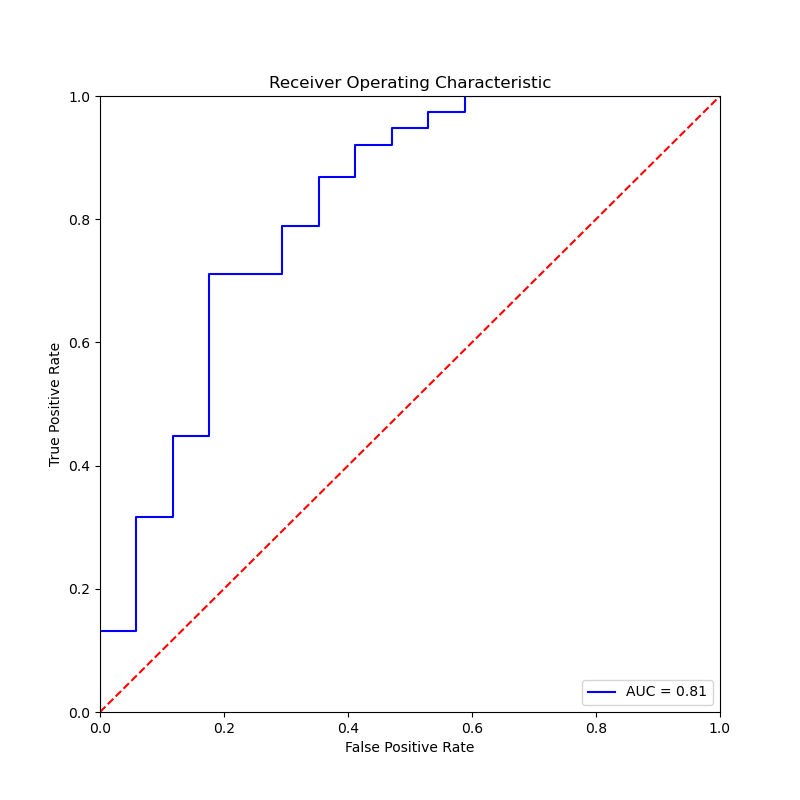 Receiver Operating Characteristic
True Positive Rate
1.0
0.8
0.6
0.4
0.2
0.0
0.0 0.2 0.4 0.6 0.8 1.0
False Positive Rate
AUC = 0.81